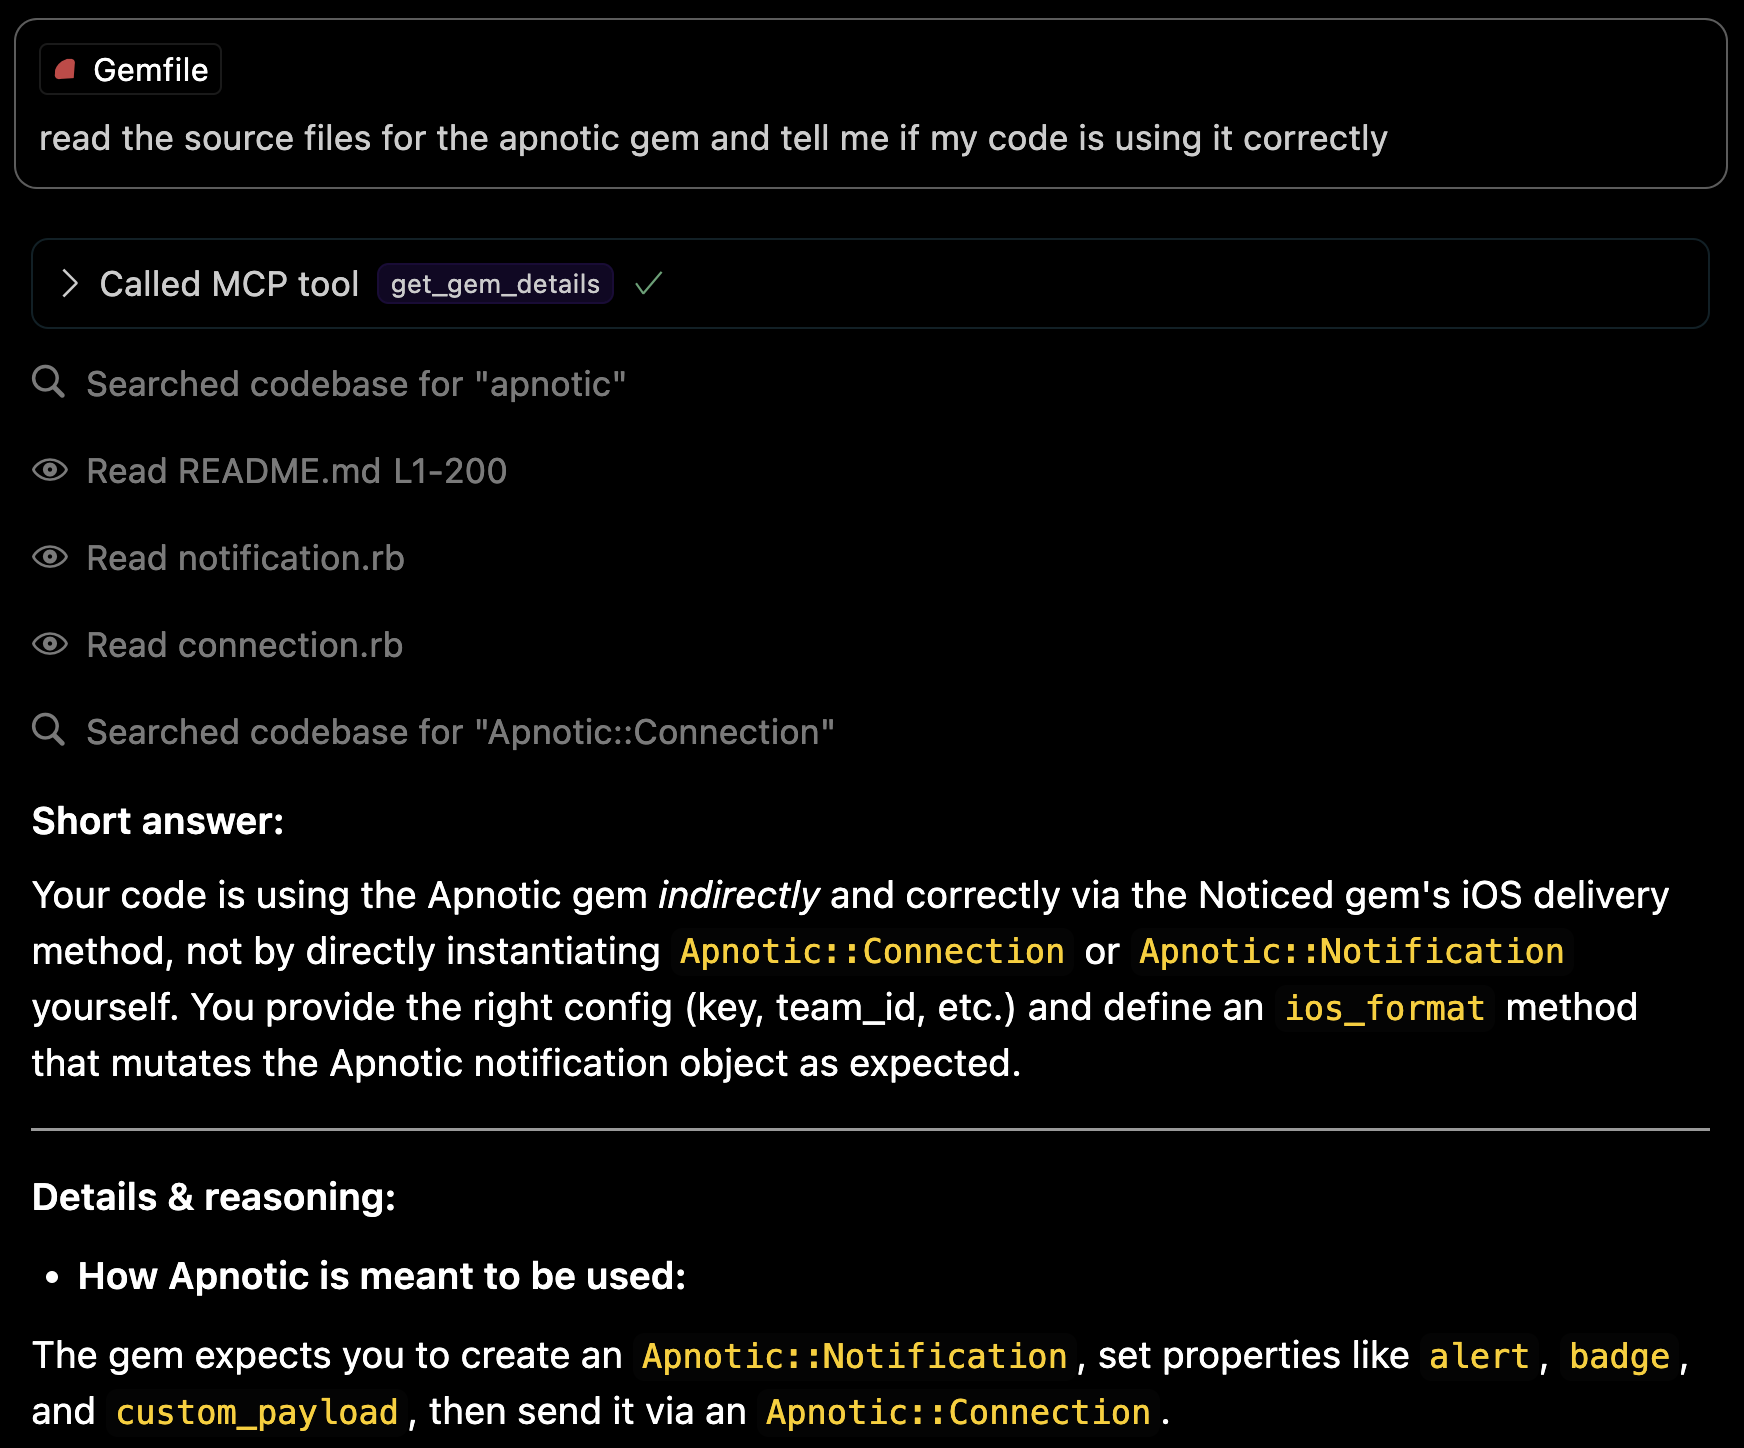 Gemfile
read the source files for the apnotic gem and tell me if my code is using it correctly
Called MCP tool get_gem_details
Searched codebase for "apnotic"
Read README.md L1-200
Read notification.rb
Read connection.rb
Searched codebase for "Apnotic::Connection"
Short answer:
Your code is using the Apnotic gem indirectly and correctly via the Noticed gem's iOS delivery
method, not by directly instantiating Apnotic::Connection or Apnotic::Notification
yourself. You provide the right config (key, team_id, etc.) and define an ios_format method
that mutates the Apnotic notification object as expected.
Details & reasoning:
• How Apnotic is meant to be used:
The gem expects you to create an Apnotic::Notification, set properties like alert, badge,
and custom_payload, then send it via an Apnotic::Connection.